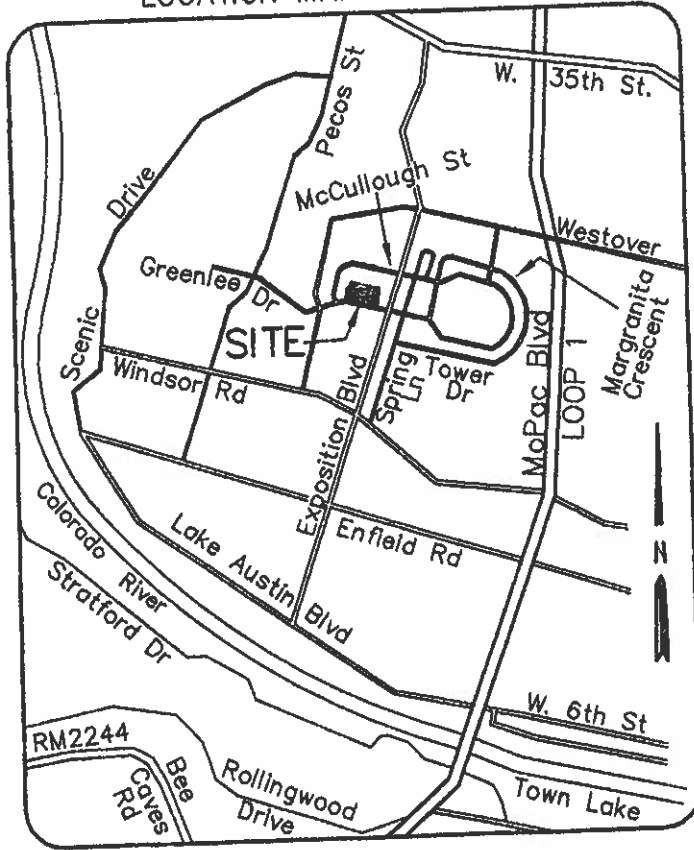 W. 35th St.
Pecos St
McCullough St
Drive
Westover
Greenlee Dr
SITE
Margranita
Crescent
Scenic
Windsor Rd
Exposition Blvd
Spring
Ln
Tower
Dr
MoPac Blvd
LOOP 1
Enfield Rd
N
Colorado River
Lake Austin Blvd
Stratford Dr
W. 6th St
RM2244
Bee
Caves
Rd
Rollingwood
Drive
Town Lake